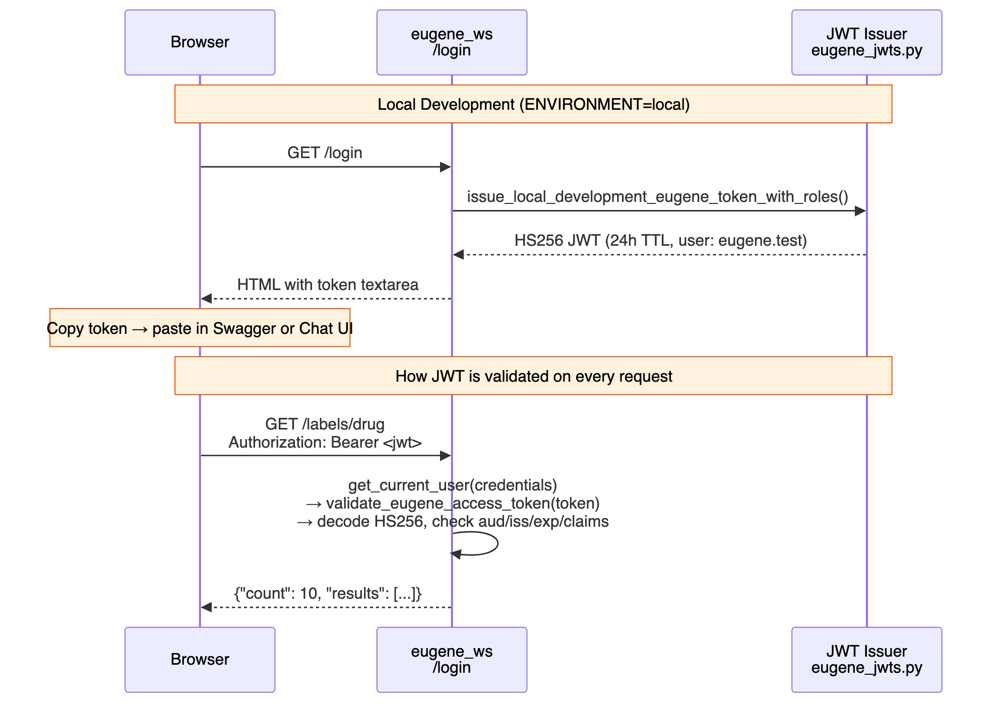 Browser
eugene_ws
/login
JWT Issuer
eugene_jwts.py
Local Development (ENVIRONMENT=local)
GET /login
issue_local_development_eugene_token_with_roles()
HS256 JWT (24h TTL, user: eugene.test)
HTML with token textarea
Copy token → paste in Swagger or Chat UI
How JWT is validated on every request
GET /labels/drug
Authorization: Bearer <jwt>
get_current_user(credentials)
→ validate_eugene_access_token(token)
→ decode HS256, check aud/iss/exp/claims
{"count": 10, "results": [...]}
Browser
eugene_ws
/login
JWT Issuer
eugene_jwts.py